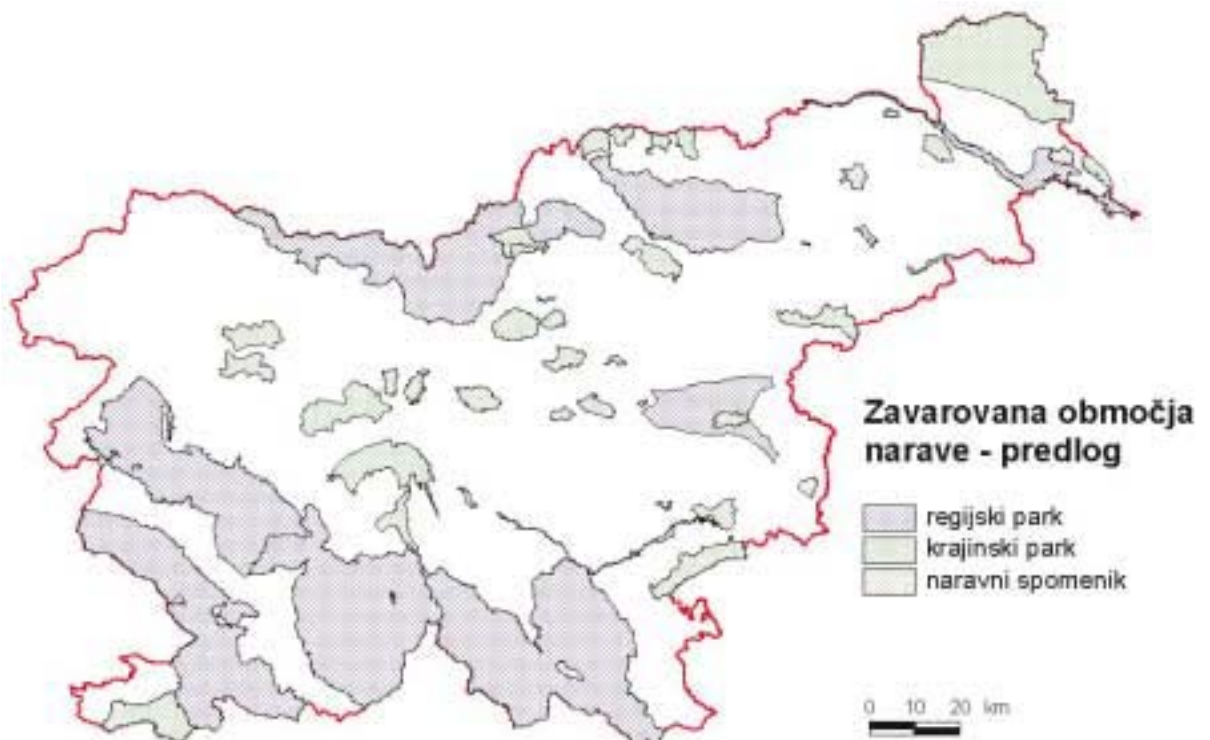 Zavarovana območja
narave - predlog
regijski park
krajinski park
naravni spomenik
0 10 20 km